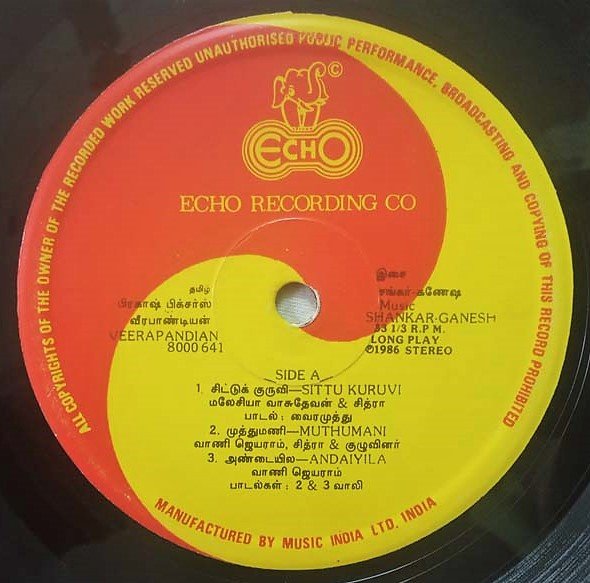 ALL COPYRIGHTS OF THE OWNER OF THE RECORDED WORK RESERVED UNAUTHORISED PUBLIC PERFORMANCE, BROADCASTING AND COPYING OF THIS RECORD PROHIBITED
©
ECHO
ECHO RECORDING CO
தமிழ்
பிரகாஷ் பிக்சர்ஸ்
வீரபாண்டியன்
VEERAPANDIAN
8000 641
இசை
சங்கர்-கணேஷ்
Music
SHANKAR-GANESH
33 1/3 R.P.M.
LONG PLAY
℗1986 STEREO
SIDE A
1. சிட்டுக் குருவி—SITTU KURUVI
மலேசியா வாசுதேவன் & சித்ரா
பாடல் : வைரமுத்து
2. முத்துமணி—MUTHUMANI
வாணி ஜெயராம், சித்ரா & குழுவினர்
3. அண்டையில—ANDAIYILA
வாணி ஜெயராம்
பாடல்கள் : 2 & 3 வாலி
MANUFACTURED BY MUSIC INDIA LTD. INDIA